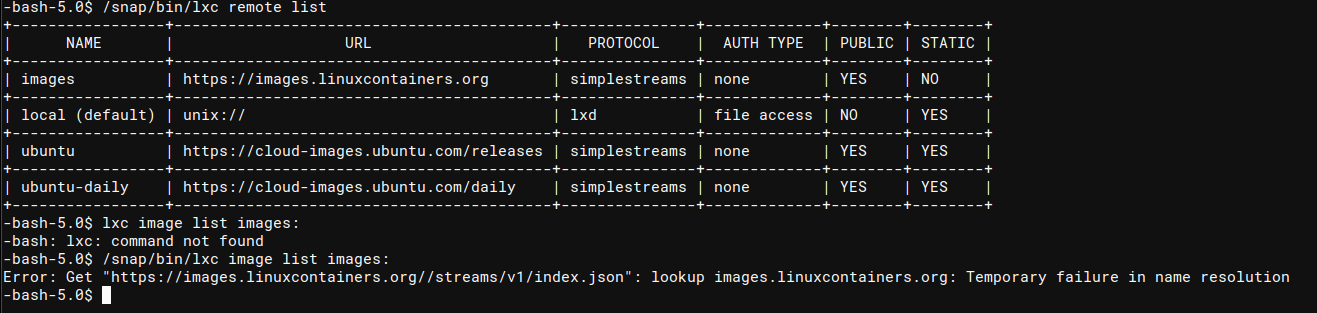 -bash-5.0$ /snap/bin/lxc remote list
+-----------------+------------------------------------------+---------------+-------------+--------+--------+
|      NAME       |                   URL                    |   PROTOCOL    |  AUTH TYPE  | PUBLIC | STATIC |
+-----------------+------------------------------------------+---------------+-------------+--------+--------+
| images          | https://images.linuxcontainers.org       | simplestreams | none        | YES    | NO     |
+-----------------+------------------------------------------+---------------+-------------+--------+--------+
| local (default) | unix://                                  | lxd           | file access | NO     | YES    |
+-----------------+------------------------------------------+---------------+-------------+--------+--------+
| ubuntu          | https://cloud-images.ubuntu.com/releases | simplestreams | none        | YES    | YES    |
+-----------------+------------------------------------------+---------------+-------------+--------+--------+
| ubuntu-daily    | https://cloud-images.ubuntu.com/daily    | simplestreams | none        | YES    | YES    |
+-----------------+------------------------------------------+---------------+-------------+--------+--------+
-bash-5.0$ lxc image list images:
-bash: lxc: command not found
-bash-5.0$ /snap/bin/lxc image list images:
Error: Get "https://images.linuxcontainers.org//streams/v1/index.json": lookup images.linuxcontainers.org: Temporary failure in name resolution
-bash-5.0$